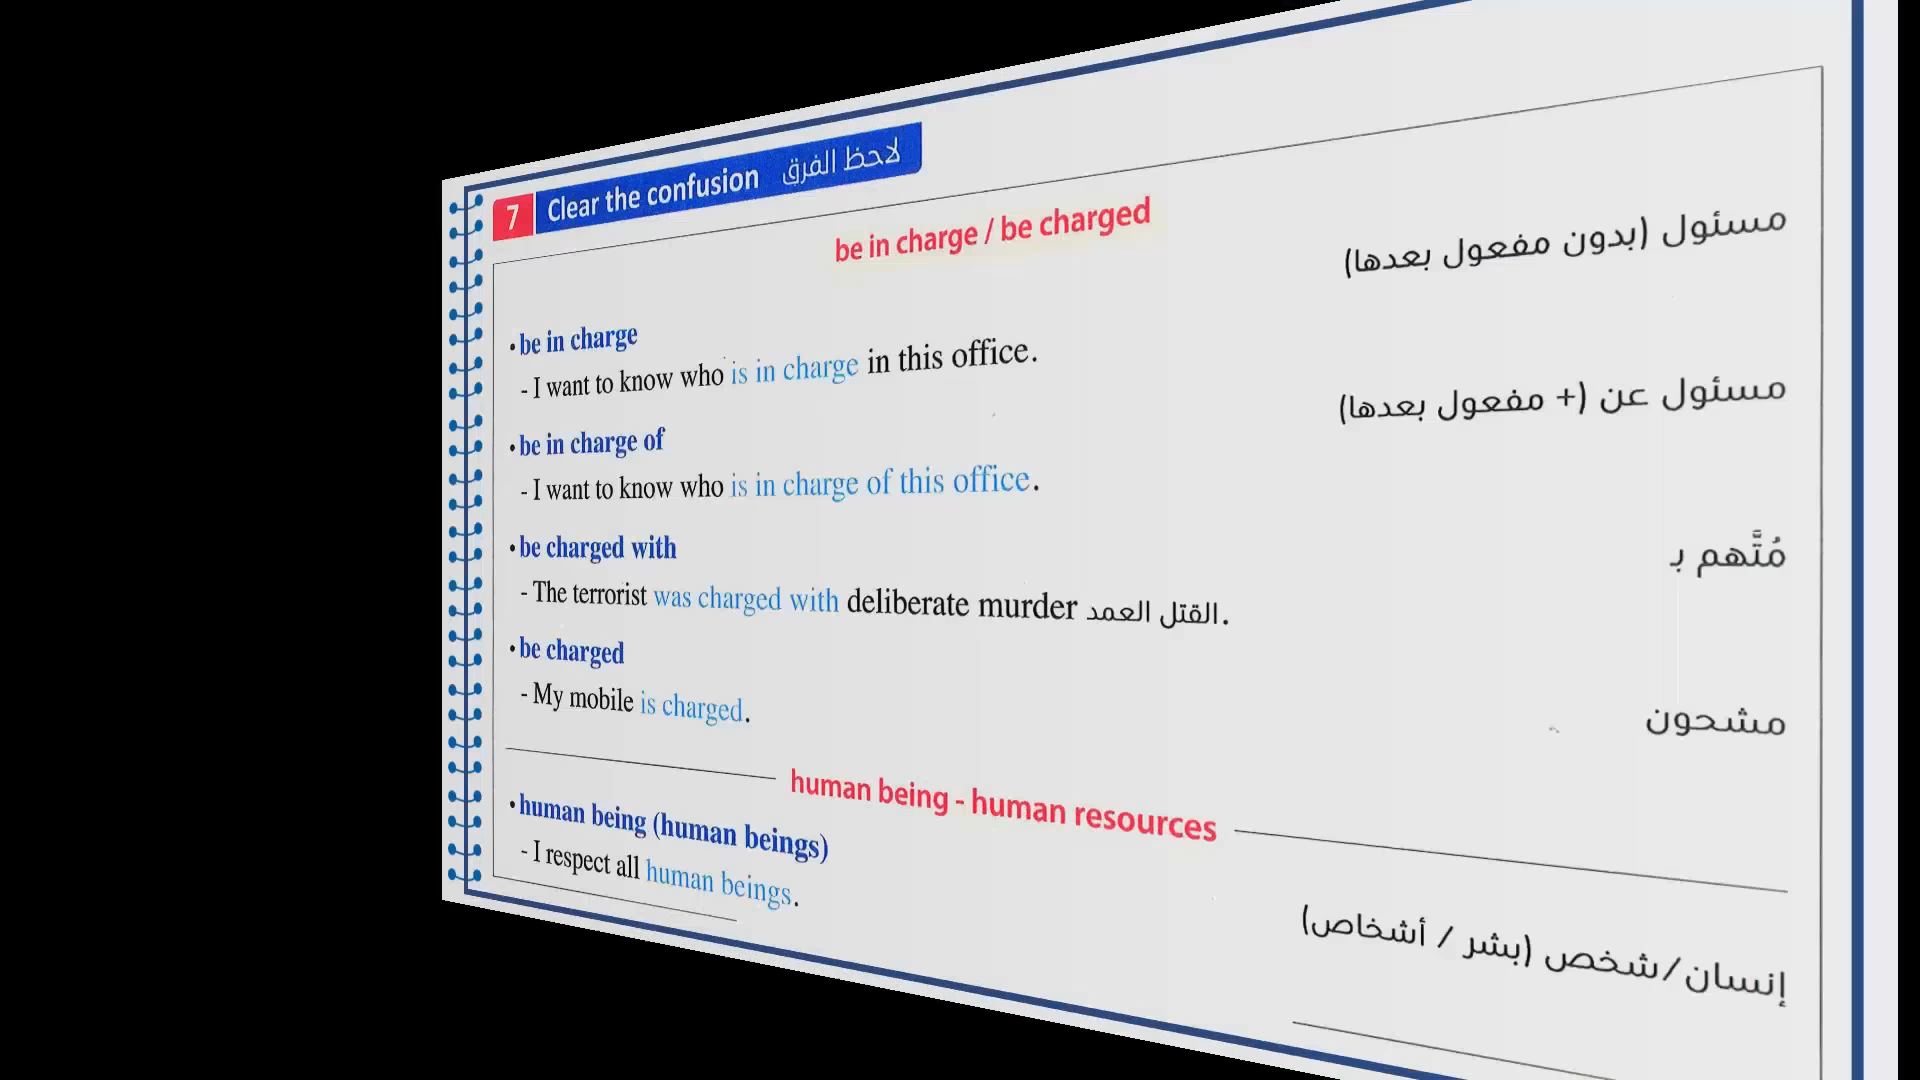 7 Clear the confusion لاحظ الفرق
be in charge / be charged
• be in charge مسئول (بدون مفعول بعدها)
- I want to know who is in charge in this office.
• be in charge of مسئول عن (+ مفعول بعدها)
- I want to know who is in charge of this office.
• be charged with مُتَّهم بـ
- The terrorist was charged with deliberate murder القتل العمد.
• be charged مشحون
- My mobile is charged.
human being - human resources
• human being (human beings) إنسان/شخص (بشر / أشخاص)
- I respect all human beings.